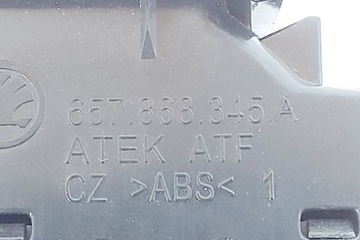 657.868.345.A
ATEK ATF
CZ >ABS< 1